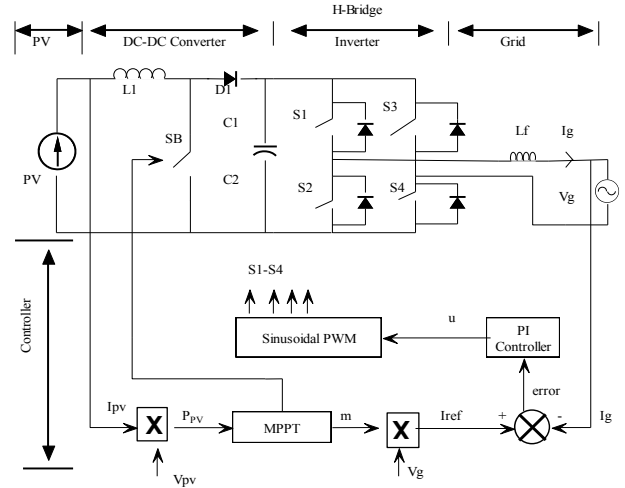 H-Bridge
PV DC-DC Converter Inverter Grid
L1 D1
C1 S1 S3
SB Lf Ig
PV C2 S2 S4 Vg
S1-S4
Controller
Sinusoidal PWM u PI Controller
error
Ipv X PPV MPPT m X Iref + - Ig
Vpv Vg